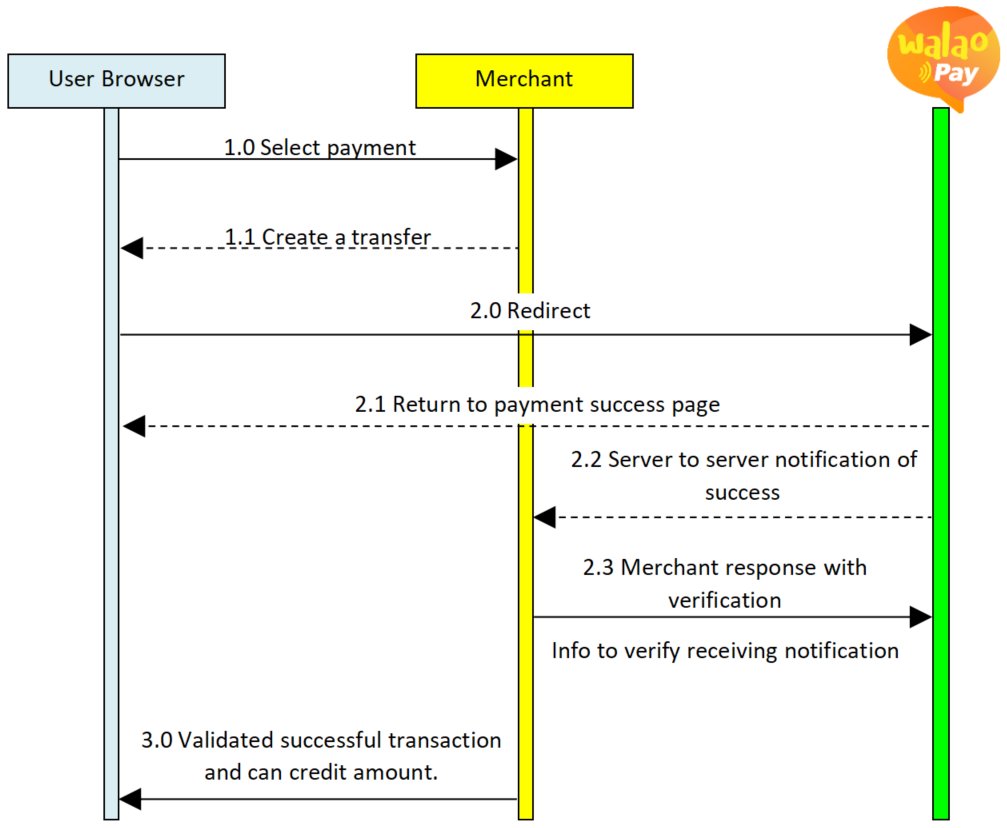 User Browser
Merchant
walao
Pay
1.0 Select payment
1.1 Create a transfer
2.0 Redirect
2.1 Return to payment success page
2.2 Server to server notification of
success
2.3 Merchant response with
verification
Info to verify receiving notification
3.0 Validated successful transaction
and can credit amount.